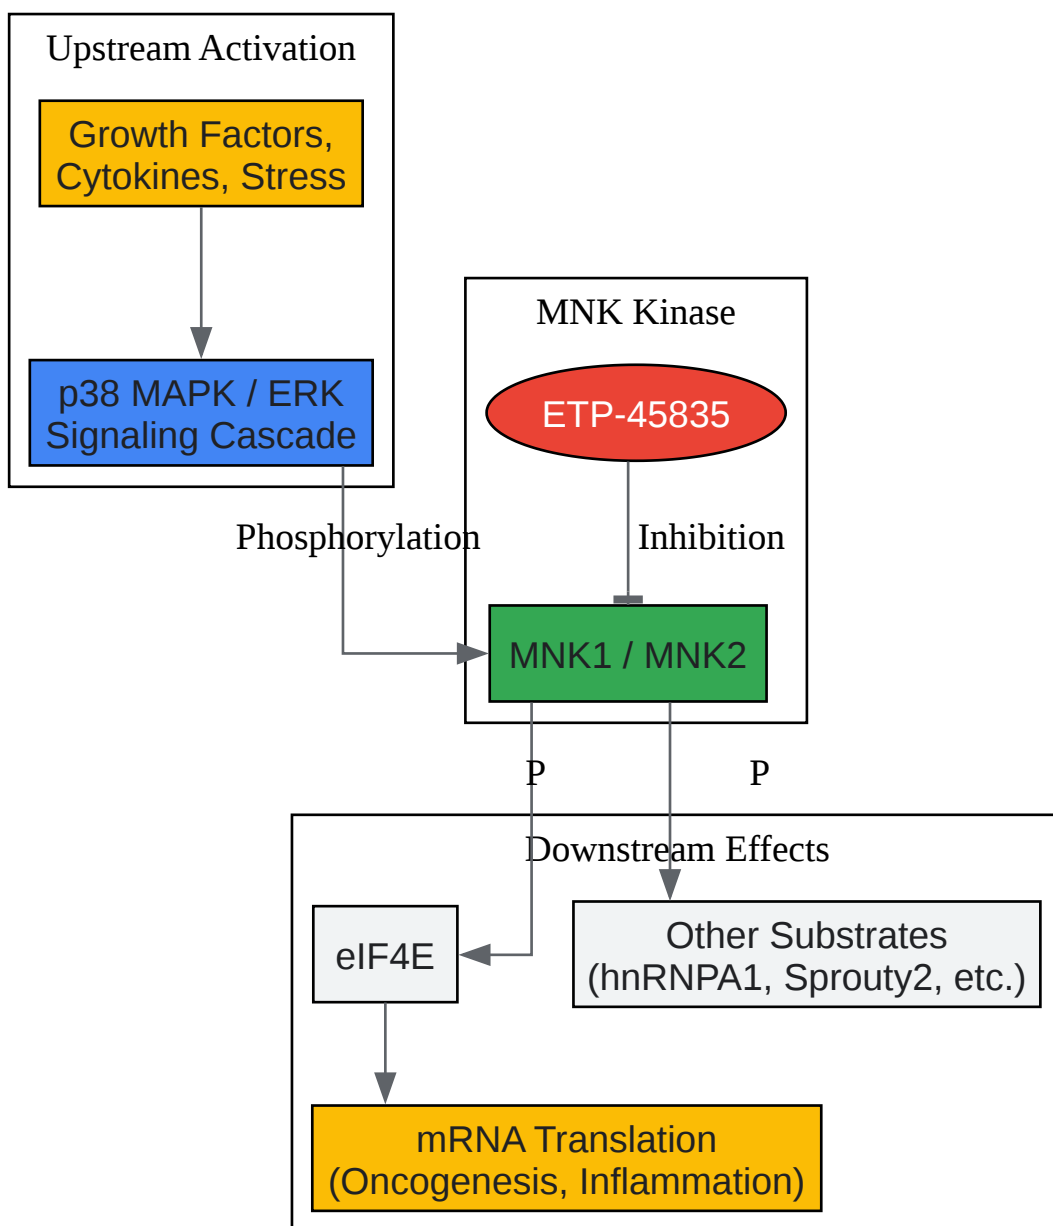 Upstream Activation
Growth Factors,
Cytokines, Stress
p38 MAPK / ERK
Signaling Cascade
MNK Kinase
ETP-45835
Phosphorylation
Inhibition
MNK1 / MNK2
P
P
Downstream Effects
eIF4E
Other Substrates
(hnRNPA1, Sprouty2, etc.)
mRNA Translation
(Oncogenesis, Inflammation)